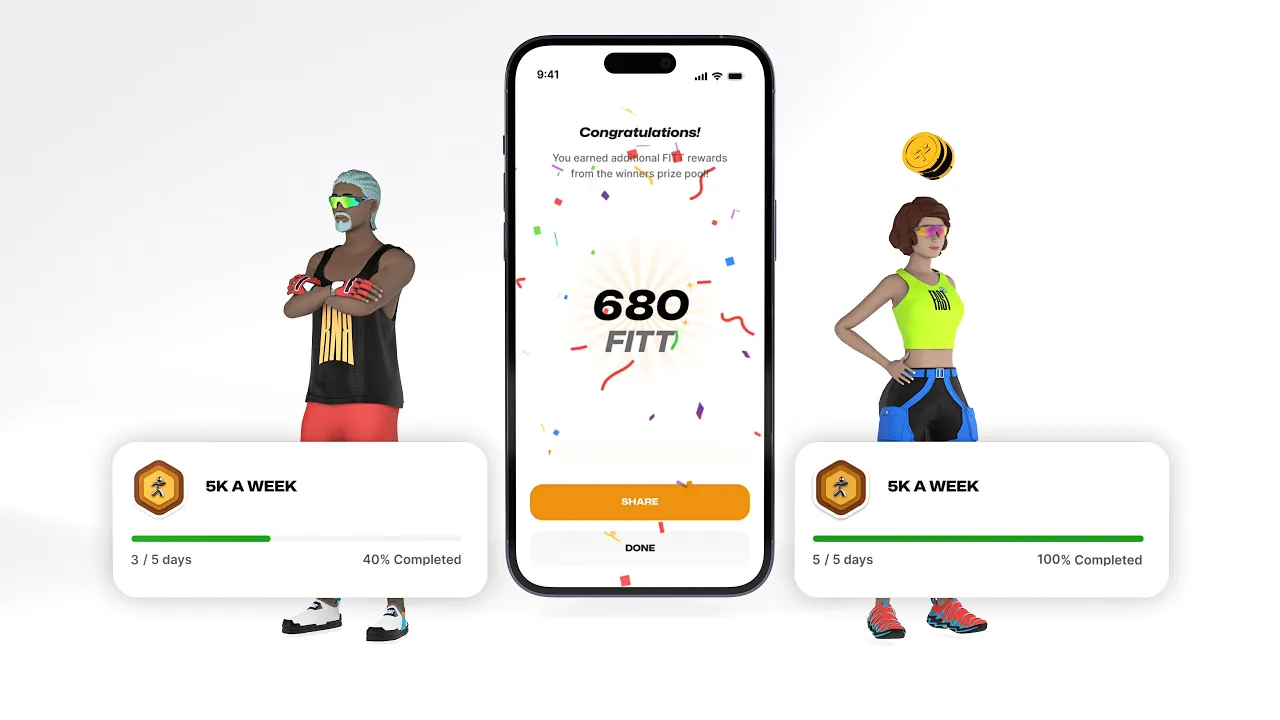 9:41
Congratulations!
You earned additional FITT rewards
from the winners prize pool!
680
FITT
SHARE
DONE
5K A WEEK
3 / 5 days
40% Completed
5K A WEEK
5 / 5 days
100% Completed